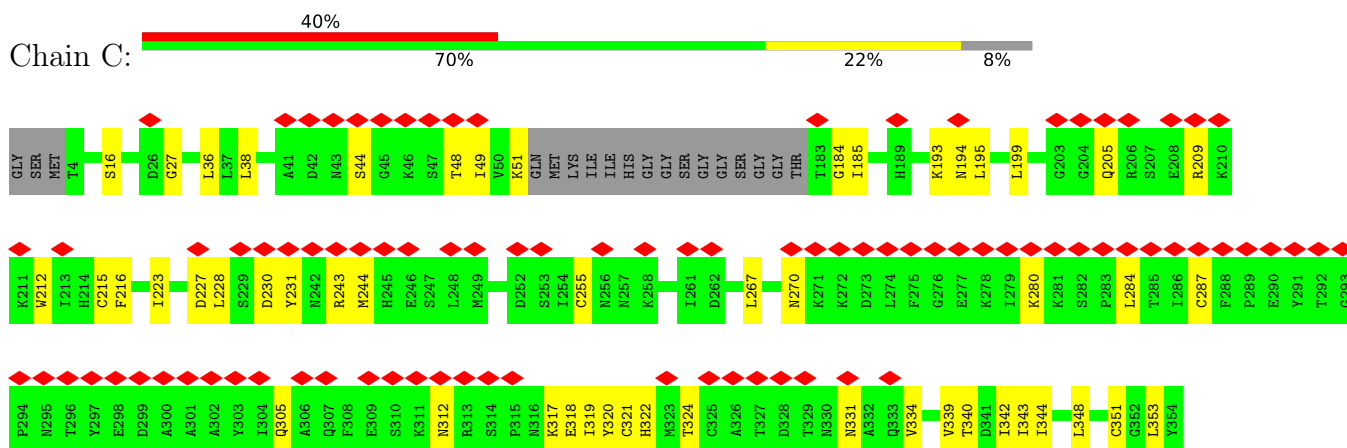 40%
Chain C:
70% 22% 8%
GLY SER MET T4 S16 D26 G27 L36 L37 L38 A41 D42 N43 S44 G45 K46 S47 T48 I49 V50 K51 GLN MET LYS ILE ILE HIS GLY GLY SER GLY GLY SER GLY GLY THR T183 G184 I185 H189 K193 N194 L195 L199 G203 G204 Q205 R206 S207 E208 R209 K210
K211 W212 I213 H214 C215 F216 I223 D227 L228 S229 D230 Y231 N242 R243 M244 H245 E246 S247 L248 M249 D252 S253 I254 C255 N256 N257 K258 I261 D262 L267 N270 K271 K272 D273 L274 F275 G276 E277 K278 I279 K280 K281 S282 P283 L284 T285 I286 C287 F288 P289 E290 Y291 T292 G293
P294 N295 T296 Y297 E298 D299 A300 A301 A302 Y303 I304 Q305 A306 Q307 F308 E309 S310 K311 N312 R313 S314 P315 N316 K317 E318 I319 Y320 C321 H322 M323 T324 C325 A326 T327 D328 T329 N330 N331 A332 Q333 V334 V339 T340 D341 I342 I343 I344 L348 C351 G352 L353 Y354